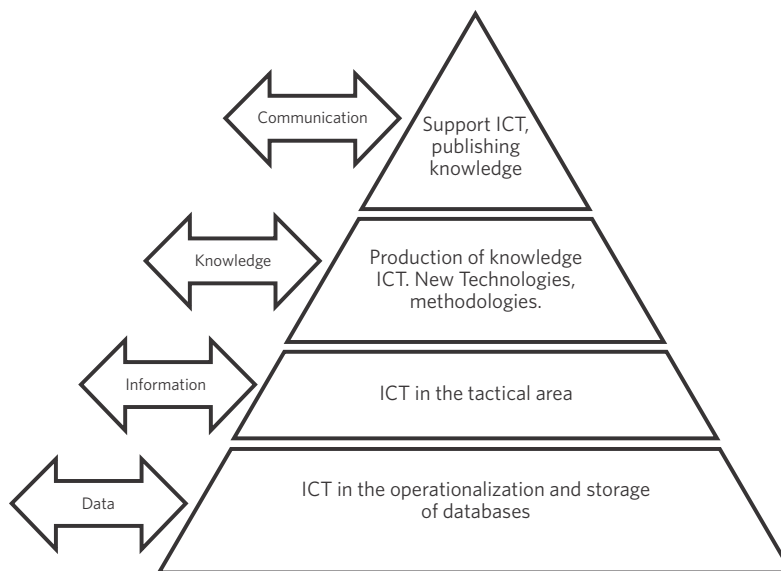 Communication
Support ICT,
publishing
knowledge
Knowledge
Production of knowledge
ICT. New Technologies,
methodologies.
Information
ICT in the tactical area
Data
ICT in the operationalization and storage
of databases